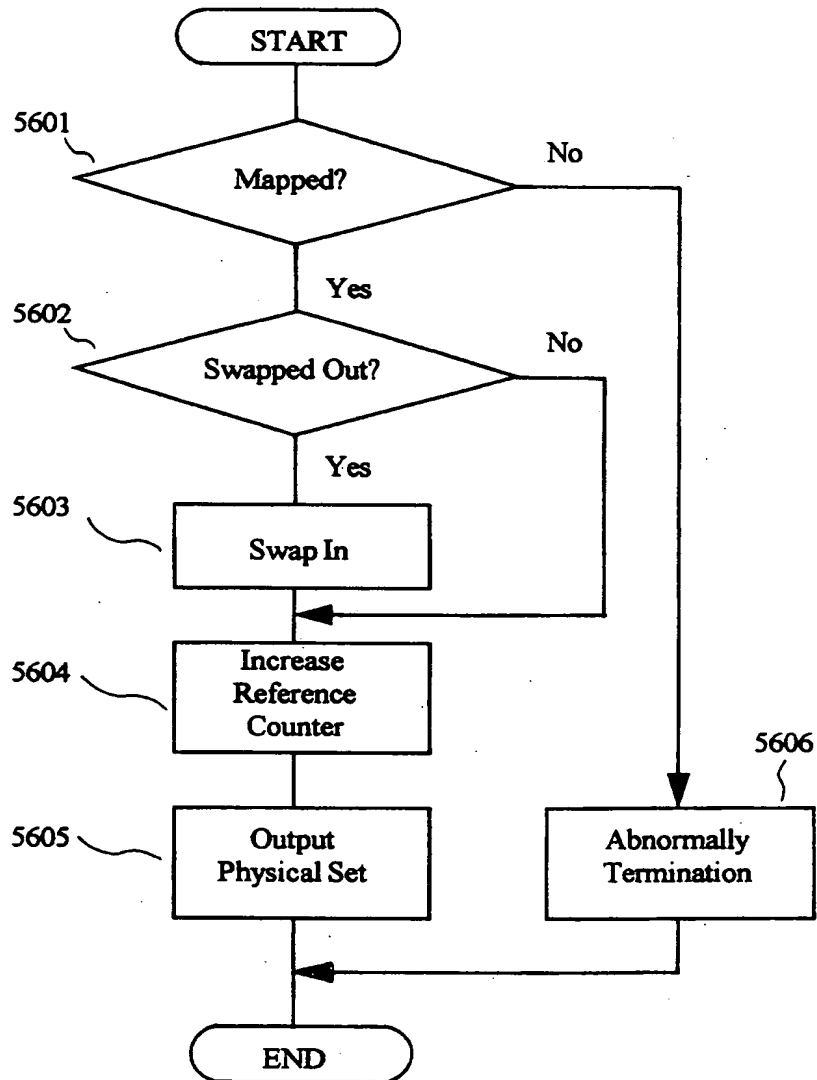 START
5601
Mapped?
No
Yes
5602
Swapped Out?
No
Yes
5603
Swap In
5604
Increase
Reference
Counter
5605
Output
Physical Set
5606
Abnormally
Termination
END